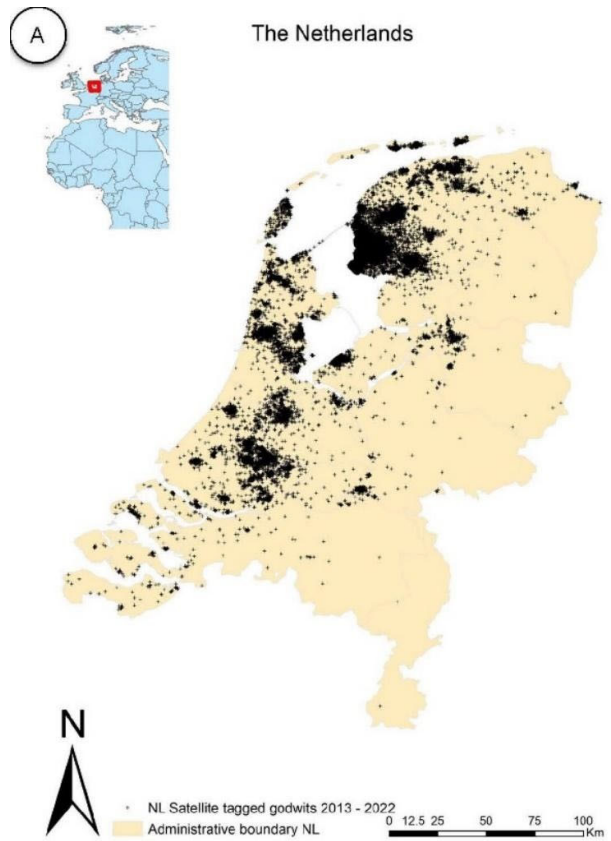 A
The Netherlands
N
NL Satellite tagged godwits 2013 - 2022
Administrative boundary NL
0 12.5 25 50 75 100
Km